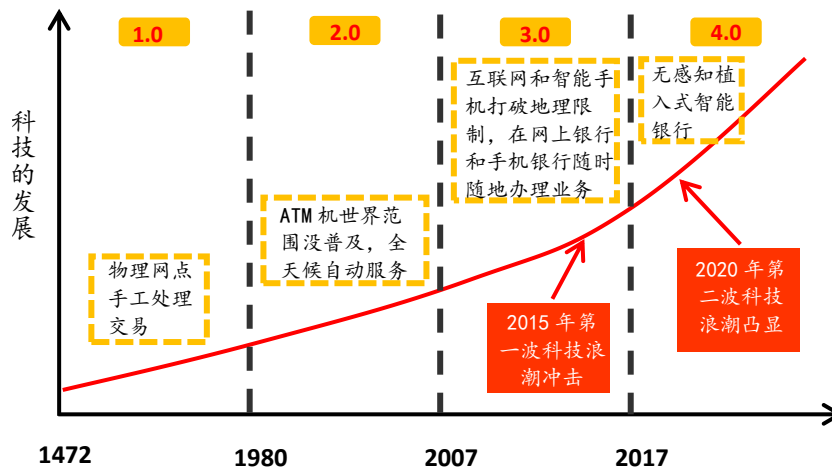 1.0
2.0
3.0
4.0
科技的发展
互联网和智能手
机打破地理限
制，在网上银行
和手机银行随时
随地办理业务
无感知植
入式智能
银行
ATM 机世界范
围没普及，全
天候自动服务
物理网点
手工处理
交易
2015 年第
一波科技浪
潮冲击
2020 年第
二波科技
浪潮凸显
1472
1980
2007
2017